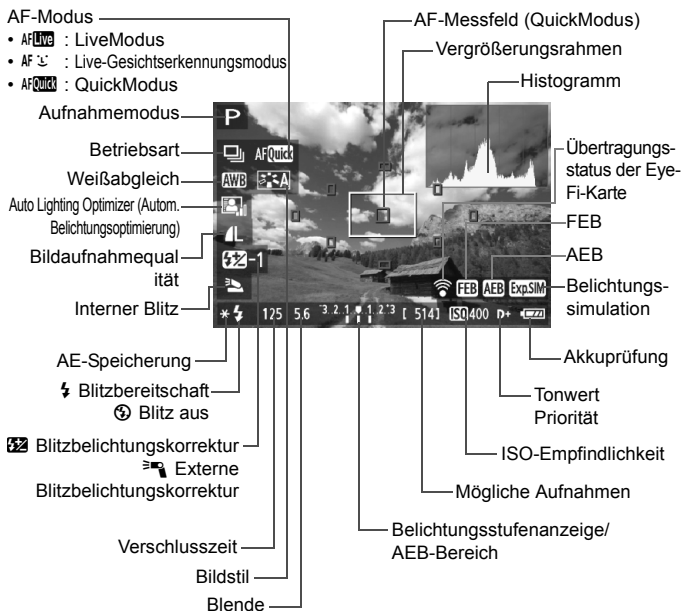 AF-Modus
• AF Live : LiveModus
• AF : Live-Gesichtserkennungsmodus
• AF Quick : QuickModus
Aufnahmemodus
Betriebsart
Weißabgleich
Auto Lighting Optimizer (Autom.
Belichtungsoptimierung)
Bildaufnahmequal
ität
Interner Blitz
AE-Speicherung
Blitzbereitschaft
Blitz aus
Blitzbelichtungskorrektur
Externe
Blitzbelichtungskorrektur
Verschlusszeit
Bildstil
Blende
AF-Messfeld (QuickModus)
Vergrößerungsrahmen
Histogramm
Übertragungs-
status der Eye-
Fi-Karte
FEB
AEB
Belichtungs-
simulation
Akkuprüfung
Tonwert
Priorität
ISO-Empfindlichkeit
Mögliche Aufnahmen
Belichtungsstufenanzeige/
AEB-Bereich
P
AF Quick
AWB A
L
-1
FEB AEB Exp.SIM
125 5.6 3..2..1..1..2..3 [ 514] ISO 400 D+